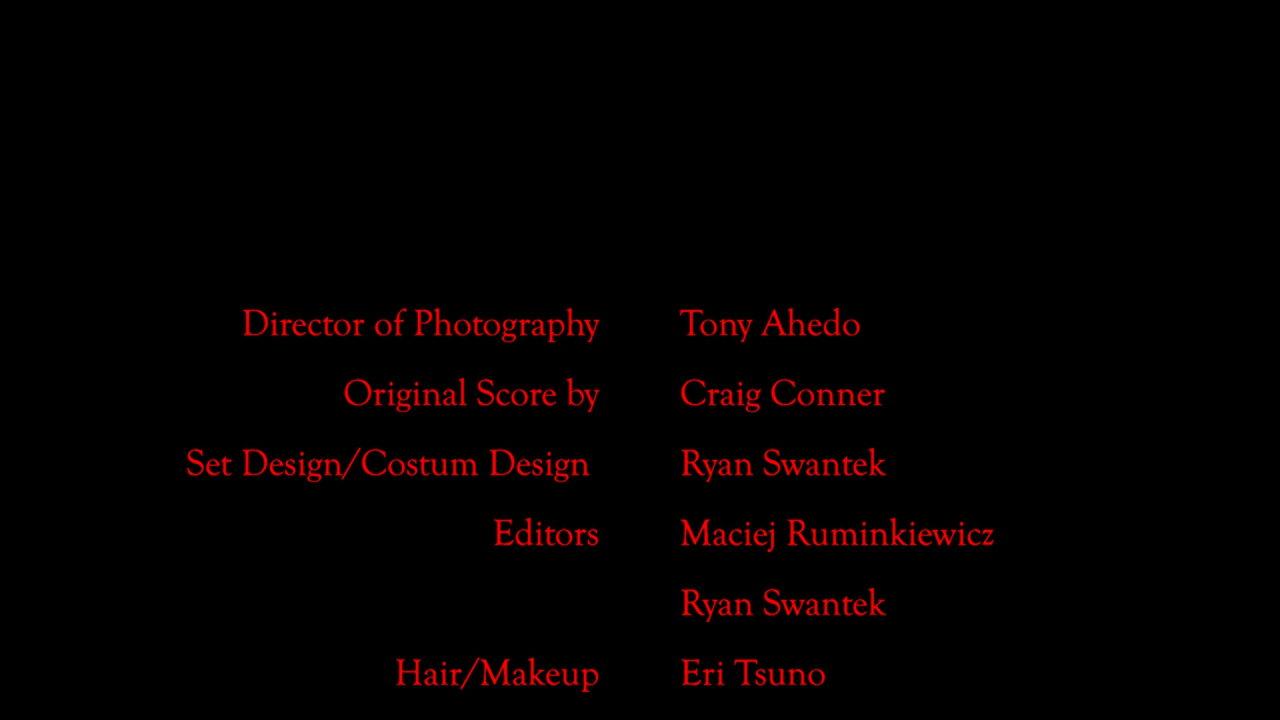 Director of Photography Tony Ahedo
Original Score by Craig Conner
Set Design/Costum Design Ryan Swantek
Editors Maciej Ruminkiewicz
Ryan Swantek
Hair/Makeup Eri Tsuno